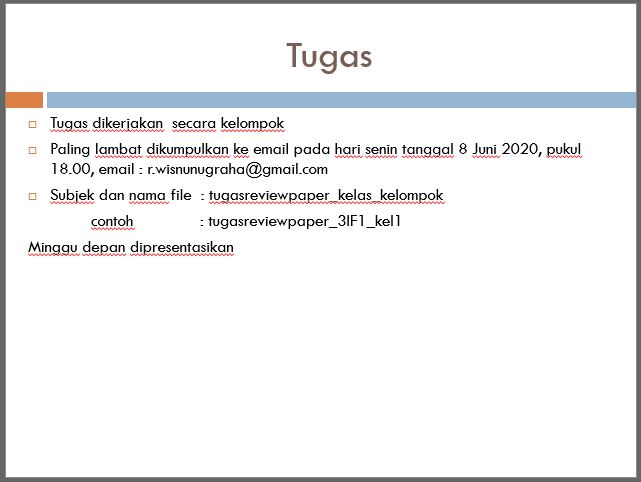 Tugas
Tugas dikerjakan secara kelompok
Paling lambat dikumpulkan ke email pada hari senin tanggal 8 Juni 2020, pukul
18.00, email : r.wisnunugraha@gmail.com
Subjek dan nama file : tugasreviewpaper_kelas_kelompok
contoh : tugasreviewpaper_3IF1_kel1
Minggu depan dipresentasikan